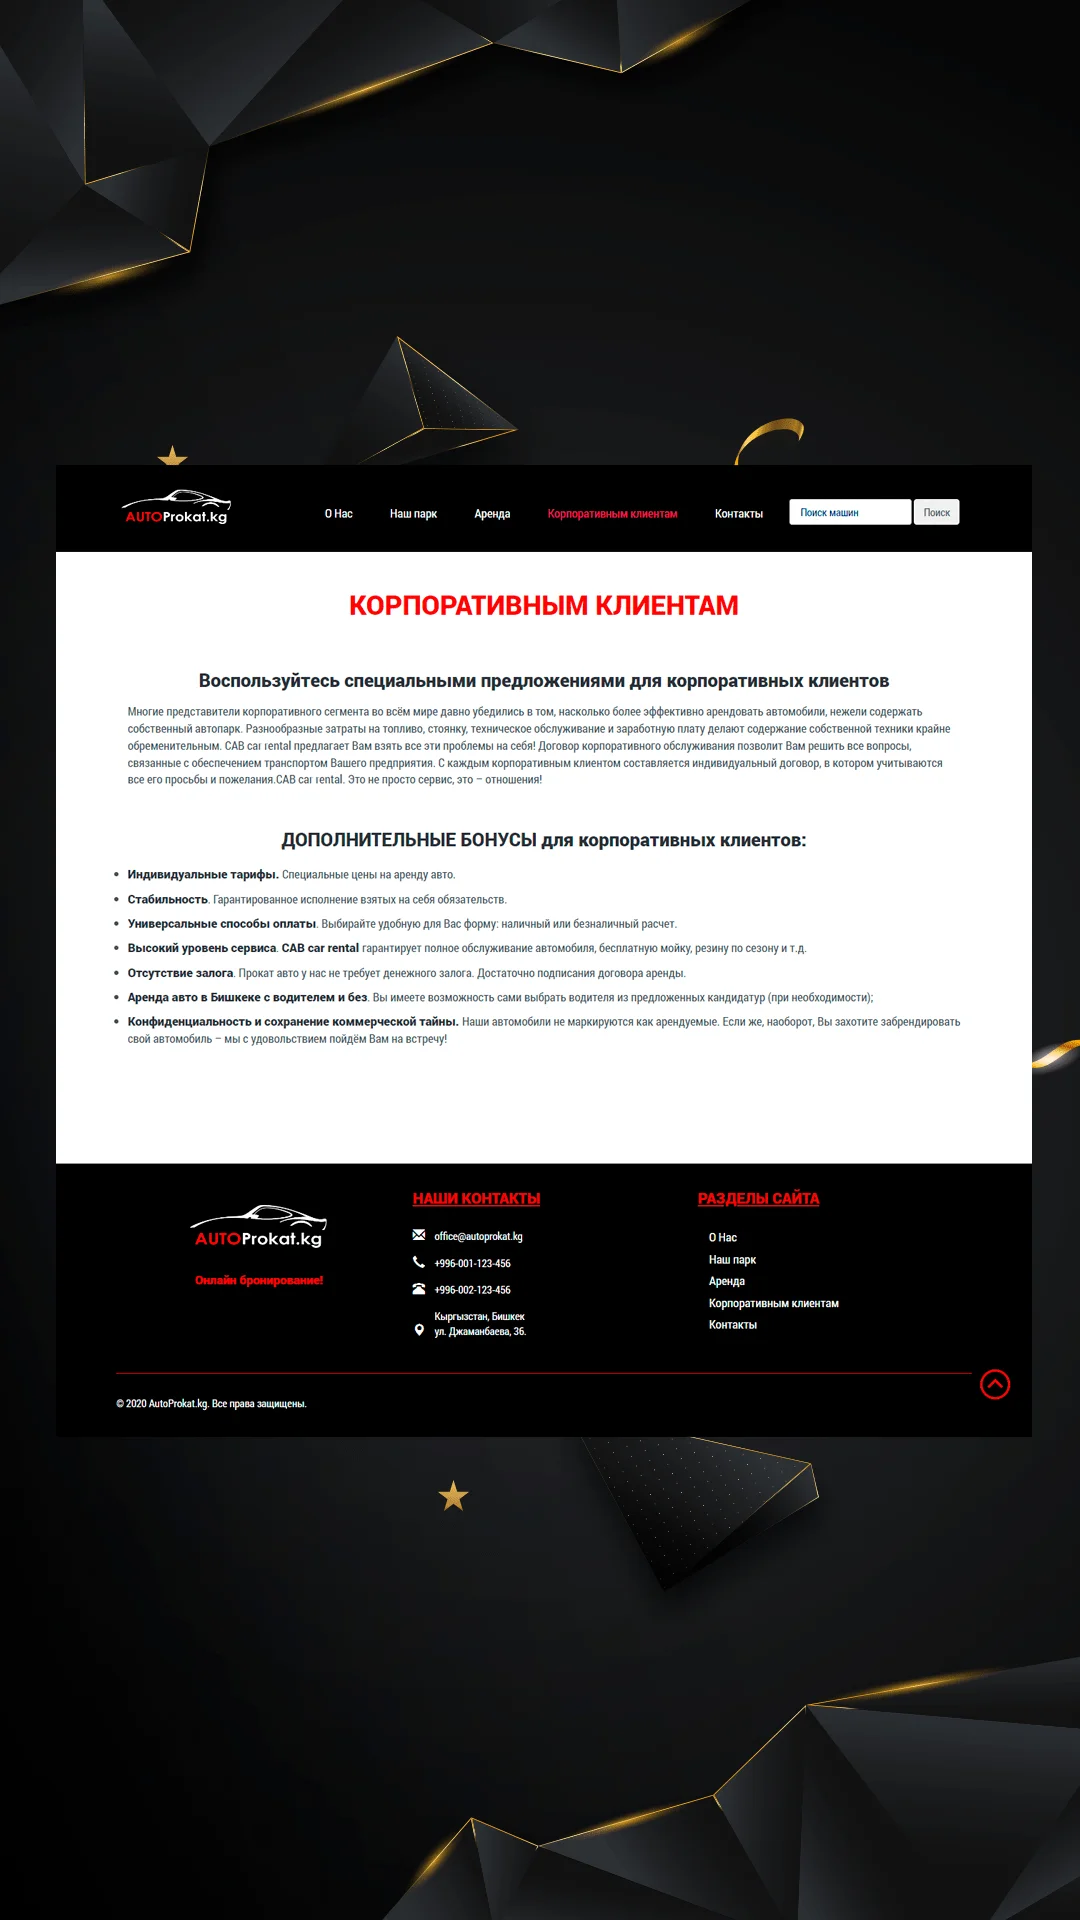 AUTOProkat.kg
О Нас
Наш парк
Аренда
Корпоративным клиентам
Контакты
Поиск машин
Поиск
КОРПОРАТИВНЫМ КЛИЕНТАМ
Воспользуйтесь специальными предложениями для корпоративных клиентов
Многие представители корпоративного сегмента во всём мире давно убедились в том, насколько более эффективно арендовать автомобили, нежели содержать
собственный автопарк. Разнообразные затраты на топливо, стоянку, техническое обслуживание и заработную плату делают содержание собственной техники крайне
обременительным. CAB car rental предлагает Вам взять все эти проблемы на себя! Договор корпоративного обслуживания позволит Вам решить все вопросы,
связанные с обеспечением транспортом Вашего предприятия. С каждым корпоративным клиентом составляется индивидуальный договор, в котором учитываются
все его просьбы и пожелания.CAB car rental. Это не просто сервис, это – отношения!
ДОПОЛНИТЕЛЬНЫЕ БОНУСЫ для корпоративных клиентов:
• Индивидуальные тарифы. Специальные цены на аренду авто.
• Стабильность. Гарантированное исполнение взятых на себя обязательств.
• Универсальные способы оплаты. Выбирайте удобную для Вас форму: наличный или безналичный расчет.
• Высокий уровень сервиса. CAB car rental гарантирует полное обслуживание автомобиля, бесплатную мойку, резину по сезону и т.д.
• Отсутствие залога. Прокат авто у нас не требует денежного залога. Достаточно подписания договора аренды.
• Аренда авто в Бишкеке с водителем и без. Вы имеете возможность сами выбрать водителя из предложенных кандидатур (при необходимости);
• Конфиденциальность и сохранение коммерческой тайны. Наши автомобили не маркируются как арендуемые. Если же, наоборот, Вы захотите забрендировать
свой автомобиль – мы с удовольствием пойдём Вам на встречу!
AUTOProkat.kg
Онлайн бронирование!
НАШИ КОНТАКТЫ
office@autoprokat.kg
+996-001-123-456
+996-002-123-456
Кыргызстан, Бишкек
ул. Джаманбаева, 36.
РАЗДЕЛЫ САЙТА
О Нас
Наш парк
Аренда
Корпоративным клиентам
Контакты
© 2020 AutoProkat.kg. Все права защищены.